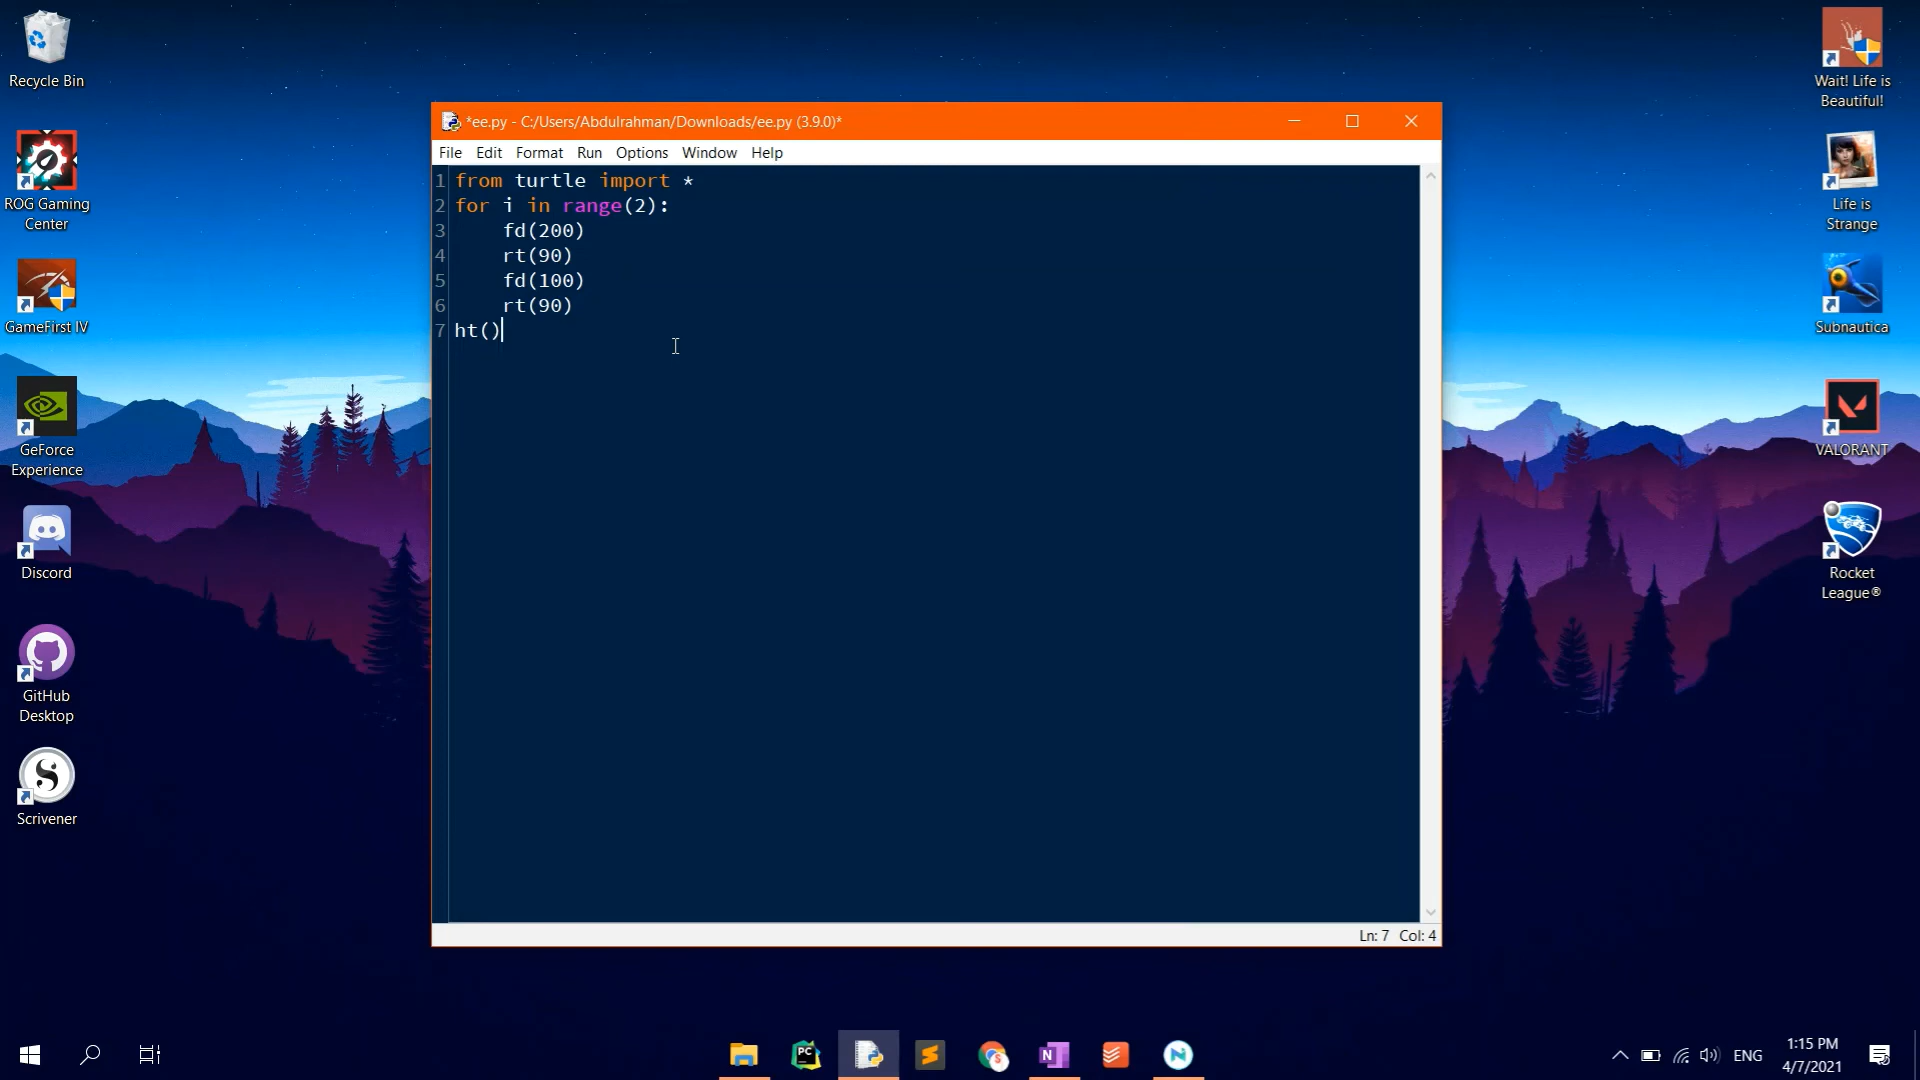 Recycle Bin
ROG Gaming
Center
GameFirst IV
GeForce
Experience
Discord
GitHub
Desktop
Scrivener
*ee.py - C:/Users/Abdulrahman/Downloads/ee.py (3.9.0)*
File Edit Format Run Options Window Help
1 from turtle import *
2 for i in range(2):
3 fd(200)
4 rt(90)
5 fd(100)
6 rt(90)
7 ht()
Ln: 7 Col: 4
Wait! Life is
Beautiful!
Life is
Strange
Subnautica
VALORANT
Rocket
League®
PC
N
S
N
ENG
1:15 PM
4/7/2021